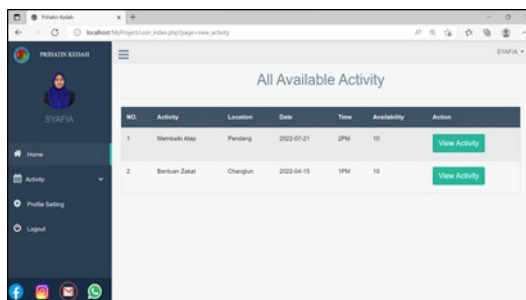 Prihatin Kedah
localhost/MyProject/user_index.php?page=view_activity
PRIHATIN KEDAH
SYAFIA
SYAFIA
Home
Activity
Profile Setting
Logout
All Available Activity
NO. Activity Location Date Time Availability Action
1 Membaiki Atap Pendang 2022-07-21 2PM 10 View Activity
2 Bantuan Zakat Changlun 2022-04-15 1PM 10 View Activity